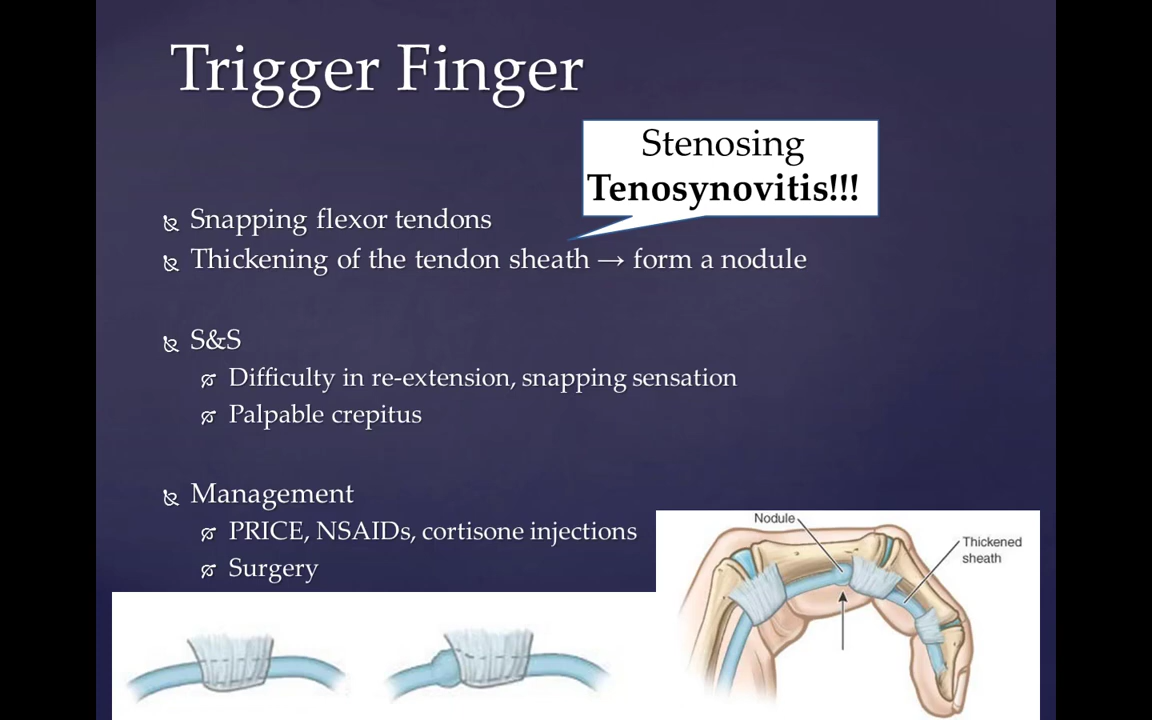 Trigger Finger
Stenosing
Tenosynovitis!!!
Snapping flexor tendons
Thickening of the tendon sheath → form a nodule
S&S
Difficulty in re-extension, snapping sensation
Palpable crepitus
Management
PRICE, NSAIDs, cortisone injections
Surgery
Nodule
Thickened
sheath